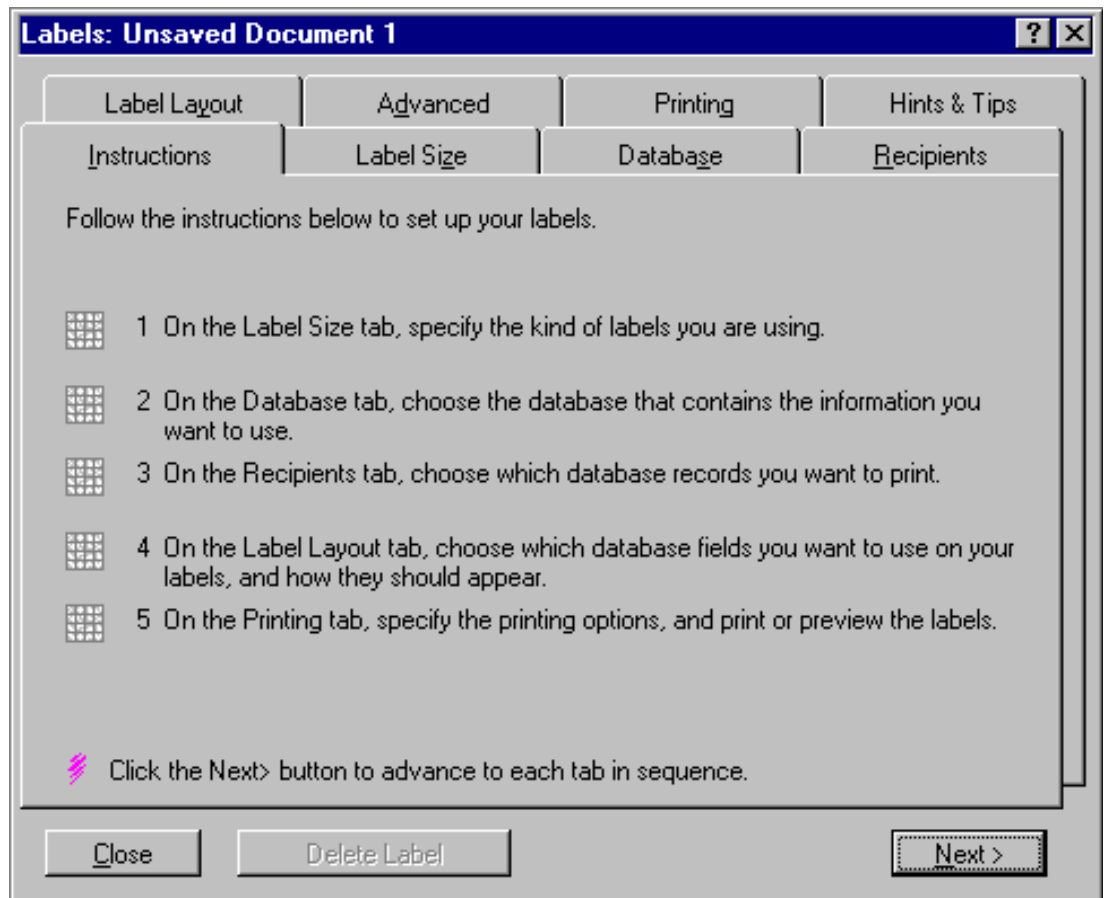 Labels: Unsaved Document 1
Label Layout
Advanced
Printing
Hints & Tips
Instructions
Label Size
Database
Recipients
Follow the instructions below to set up your labels.
1 On the Label Size tab, specify the kind of labels you are using.
2 On the Database tab, choose the database that contains the information you
want to use.
3 On the Recipients tab, choose which database records you want to print.
4 On the Label Layout tab, choose which database fields you want to use on your
labels, and how they should appear.
5 On the Printing tab, specify the printing options, and print or preview the labels.
Click the Next> button to advance to each tab in sequence.
Close
Delete Label
Next >